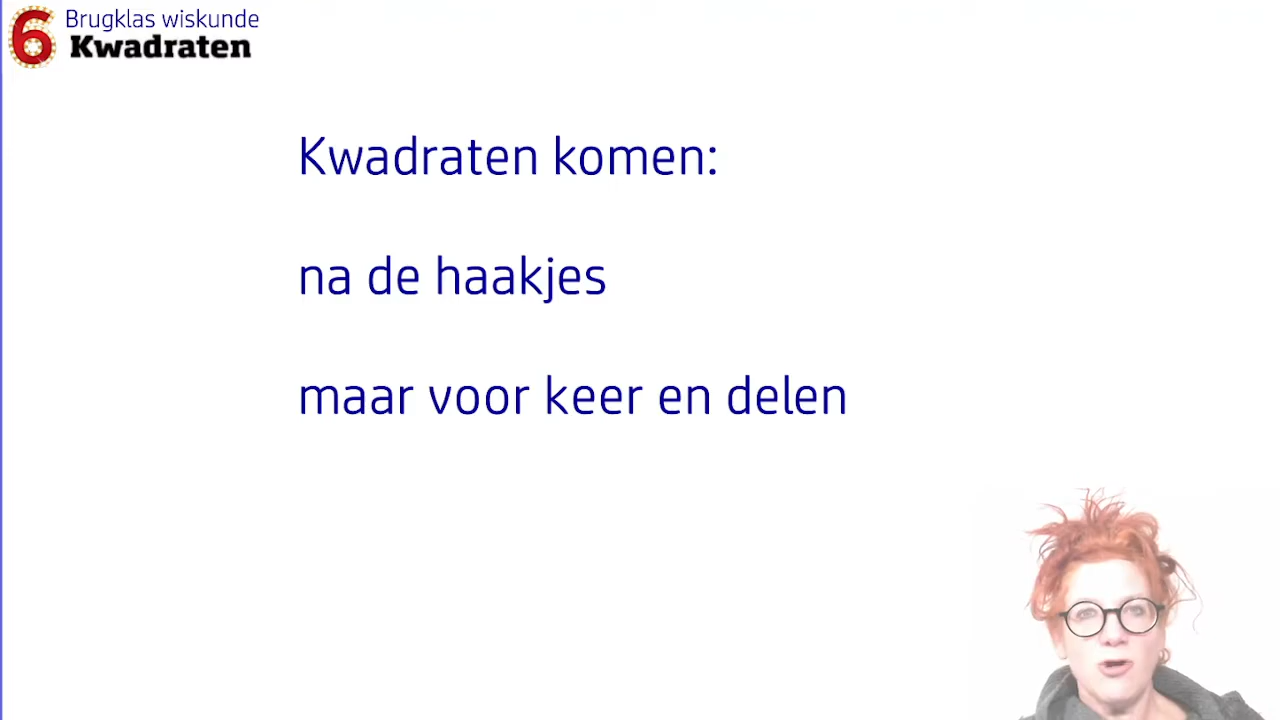 6
Brugklas wiskunde
Kwadraten
Kwadraten komen:
na de haakjes
maar voor keer en delen